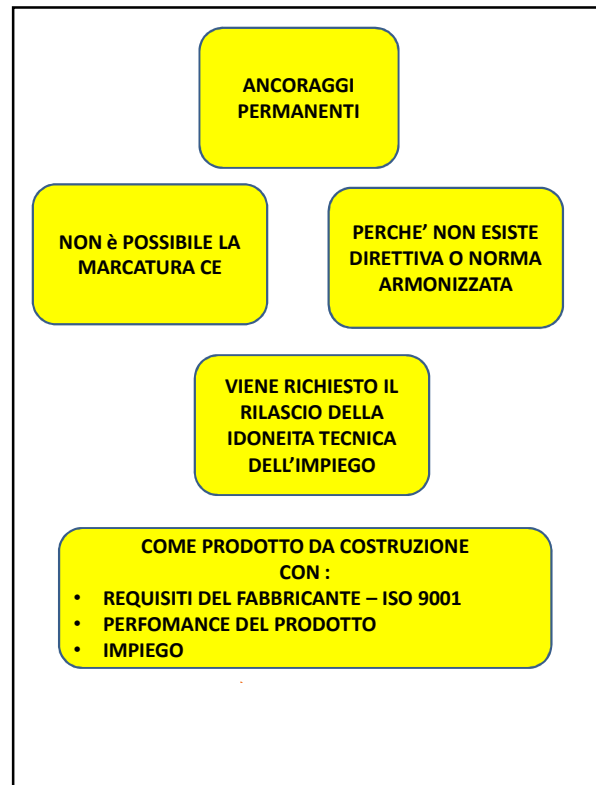 ANCORAGGI
PERMANENTI
NON è POSSIBILE LA
MARCATURA CE
PERCHE’ NON ESISTE
DIRETTIVA O NORMA
ARMONIZZATA
VIENE RICHIESTO IL
RILASCIO DELLA
IDONEITA TECNICA
DELL’IMPIEGO
COME PRODOTTO DA COSTRUZIONE
CON :
• REQUISITI DEL FABBRICANTE – ISO 9001
• PERFOMANCE DEL PRODOTTO
• IMPIEGO